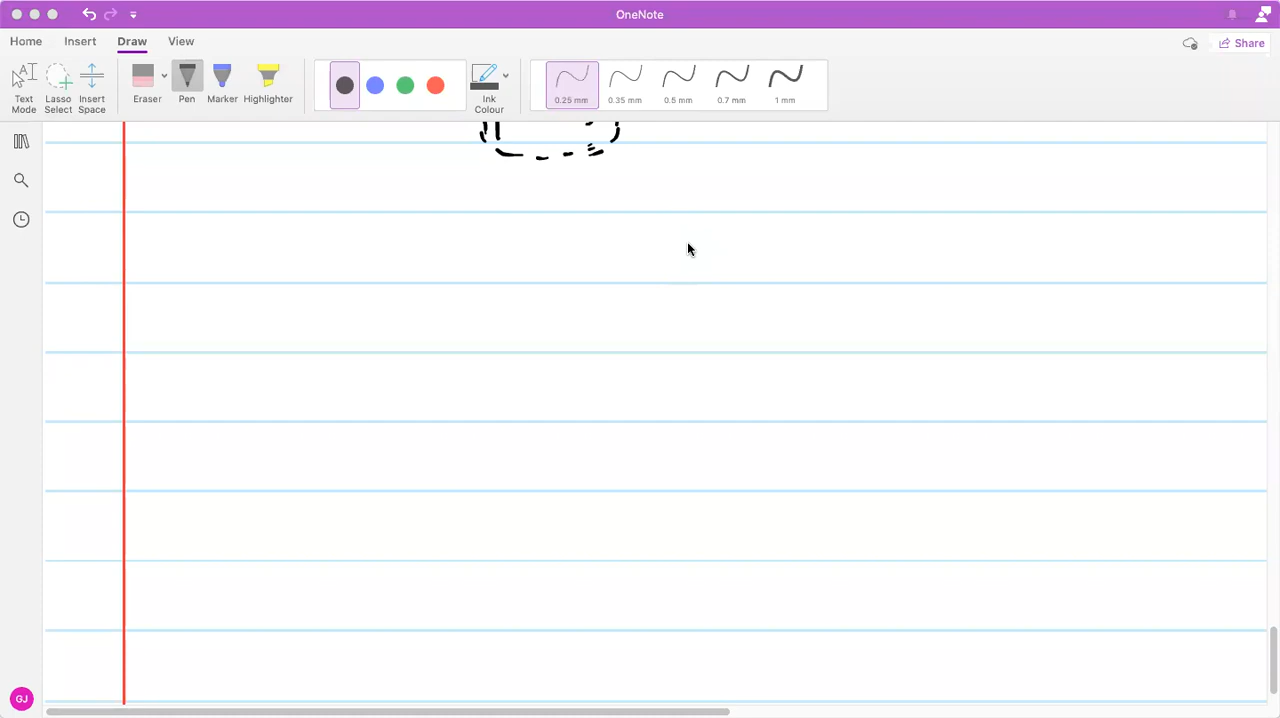 OneNote
Home Insert Draw View Share
Text Mode
Lasso Select
Insert Space
Eraser
Pen
Marker
Highlighter
Ink Colour
0.25 mm
0.35 mm
0.5 mm
0.7 mm
1 mm
GJ